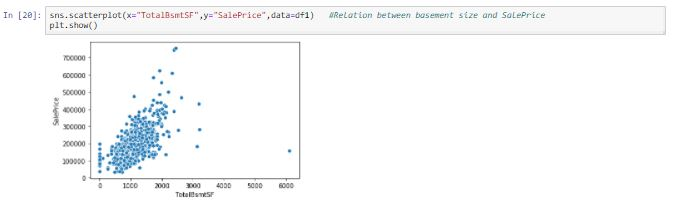 In [20]: sns.scatterplot(x="TotalBsmtSF",y="SalePrice",data=df1) #Relation between basement size and SalePrice
plt.show()
700000
600000
500000
400000
300000
200000
100000
0
SalePrice
0 1000 2000 3000 4000 5000 6000
TotalBsmtSF